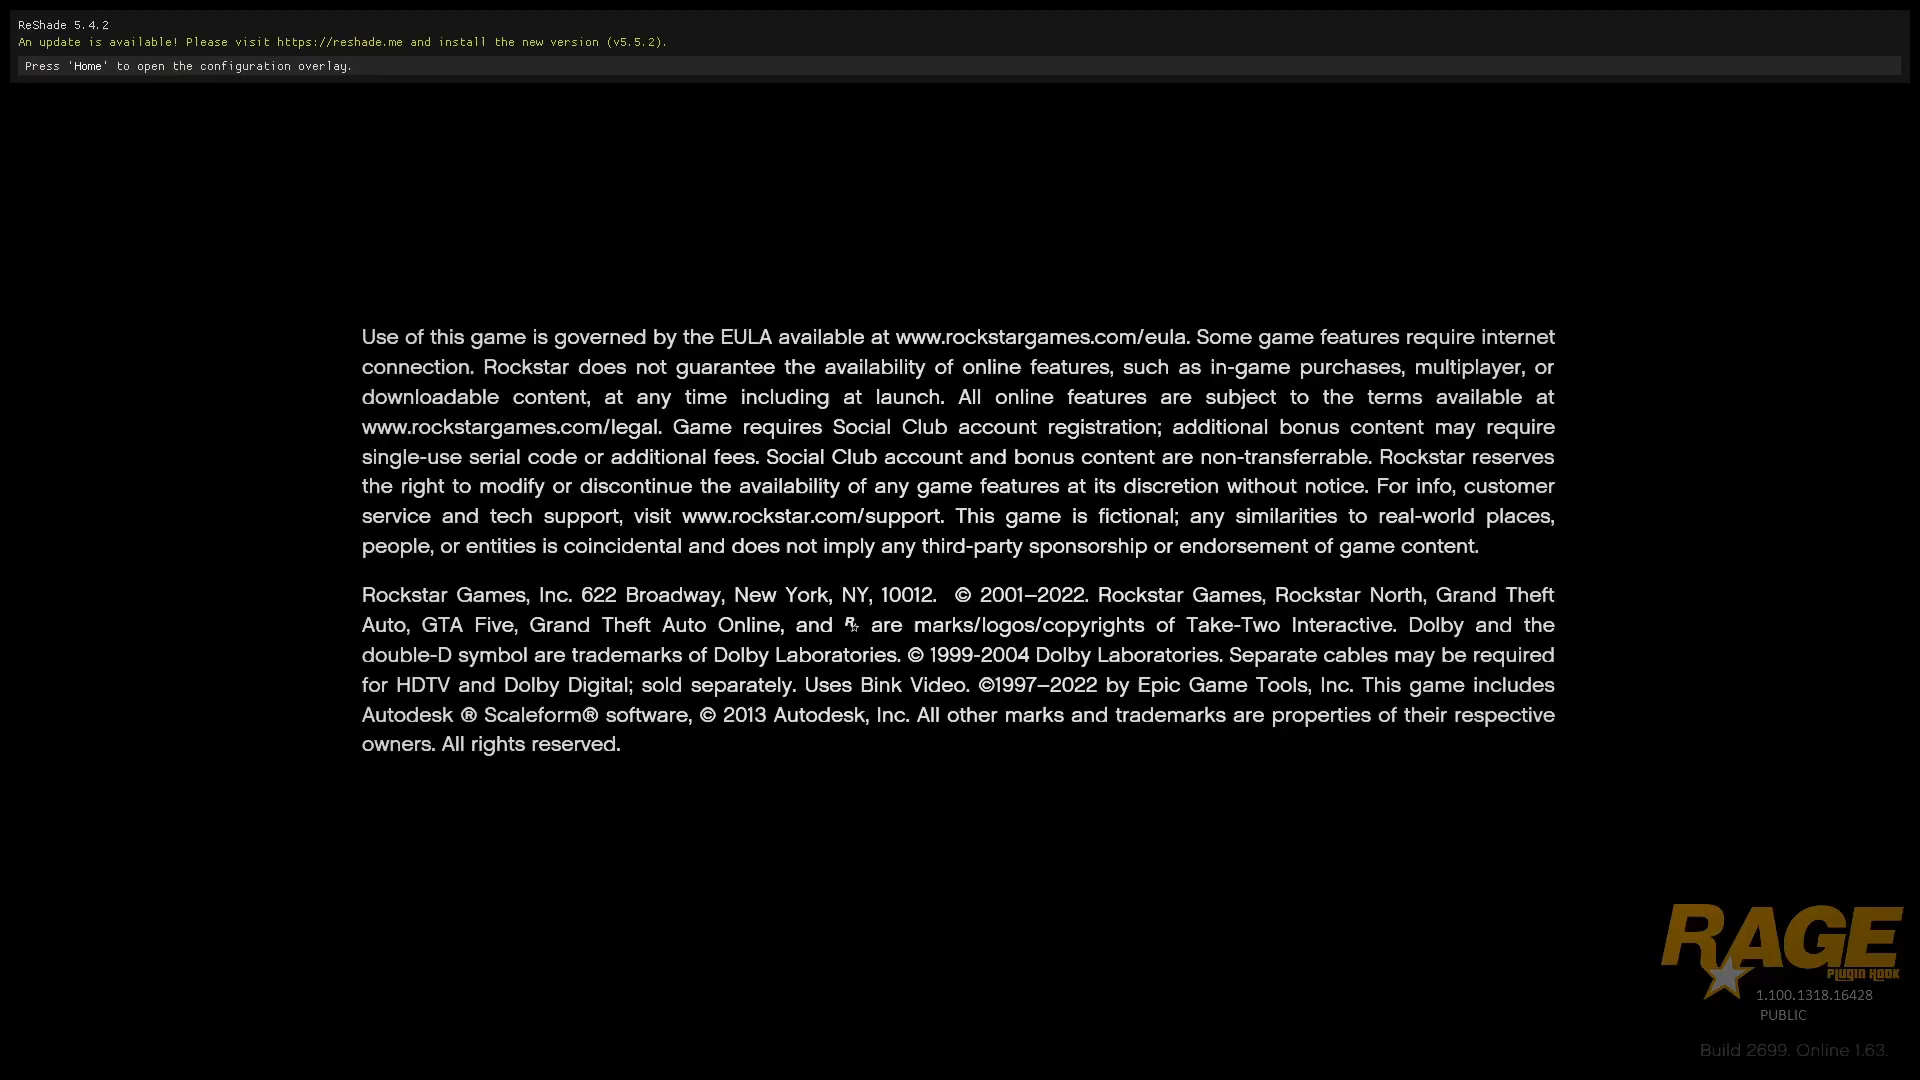 ReShade 5.4.2
An update is available! Please visit https://reshade.me and install the new version (v5.5.2).
Press 'Home' to open the configuration overlay.
Use of this game is governed by the EULA available at www.rockstargames.com/eula. Some game features require internet
connection. Rockstar does not guarantee the availability of online features, such as in-game purchases, multiplayer, or
downloadable content, at any time including at launch. All online features are subject to the terms available at
www.rockstargames.com/legal. Game requires Social Club account registration; additional bonus content may require
single-use serial code or additional fees. Social Club account and bonus content are non-transferrable. Rockstar reserves
the right to modify or discontinue the availability of any game features at its discretion without notice. For info, customer
service and tech support, visit www.rockstar.com/support. This game is fictional; any similarities to real-world places,
people, or entities is coincidental and does not imply any third-party sponsorship or endorsement of game content.
Rockstar Games, Inc. 622 Broadway, New York, NY, 10012. © 2001–2022. Rockstar Games, Rockstar North, Grand Theft
Auto, GTA Five, Grand Theft Auto Online, and R☆ are marks/logos/copyrights of Take-Two Interactive. Dolby and the
double-D symbol are trademarks of Dolby Laboratories. © 1999-2004 Dolby Laboratories. Separate cables may be required
for HDTV and Dolby Digital; sold separately. Uses Bink Video. ©1997–2022 by Epic Game Tools, Inc. This game includes
Autodesk ® Scaleform® software, © 2013 Autodesk, Inc. All other marks and trademarks are properties of their respective
owners. All rights reserved.
RAGE
PLUGIN HOOK
1.100.1318.16428
PUBLIC
Build 2699. Online 1.63.